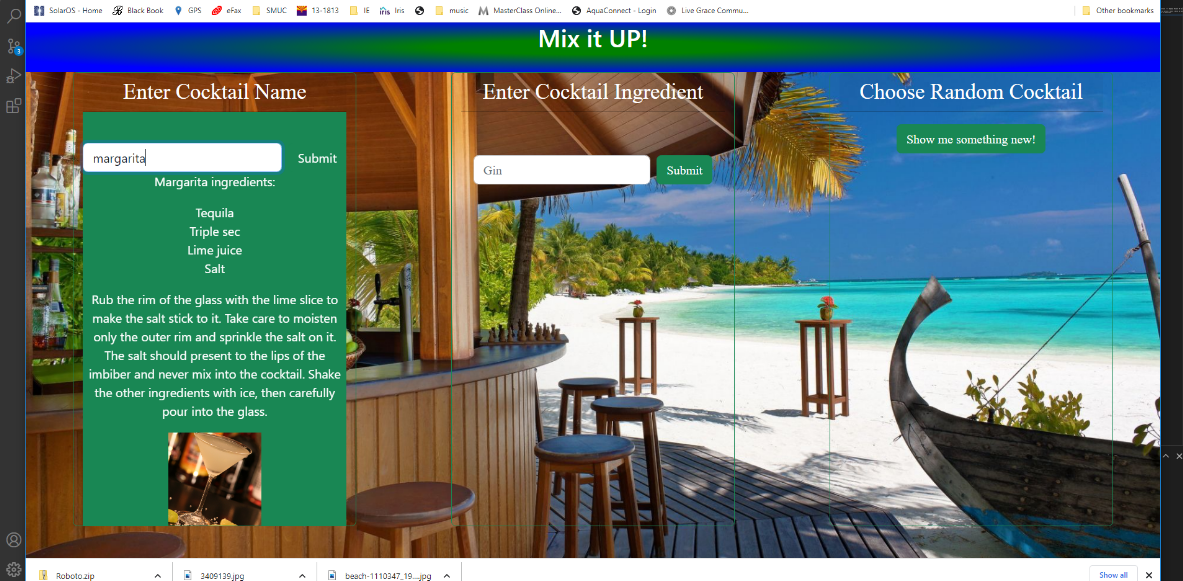 SolarOS - Home
Black Book
GPS
eFax
SMUC
13-1813
IE
Iris
music
MasterClass Online...
AquaConnect - Login
Live Grace Commu...
Other bookmarks
3
Mix it UP!
Enter Cocktail Name
margarita
Submit
Margarita ingredients:
Tequila
Triple sec
Lime juice
Salt
Rub the rim of the glass with the lime slice to
make the salt stick to it. Take care to moisten
only the outer rim and sprinkle the salt on it.
The salt should present to the lips of the
imbiber and never mix into the cocktail. Shake
the other ingredients with ice, then carefully
pour into the glass.
Enter Cocktail Ingredient
Gin
Submit
Choose Random Cocktail
Show me something new!
Roboto.zip
3409139.jpg
beach-1110347_19....jpg
Show all